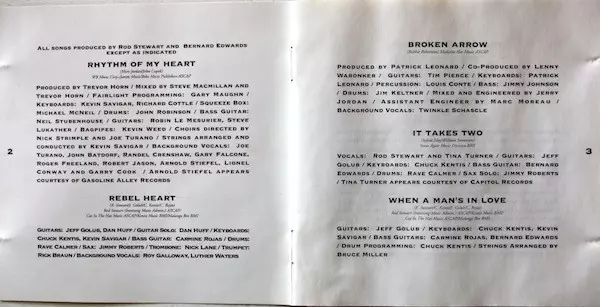 All songs produced by Rod Stewart and Bernard Edwards
except as indicated
RHYTHM OF MY HEART
(Marc Jordan/John Capek)
Produced by Trevor Horn / Mixed by Steve Macmillan and
Trevor Horn / Fairlight Programming: Gary Maughn /
Keyboards: Kevin Savigar, Richard Cottle / Squeeze Box:
Michael McNeil / Drums: John Robinson / Bass Guitar:
Neil Stubenhouse / Guitars: Robin Le Mesurier, Steve
Lukather / Bagpipes: Kevin Weed / Choirs directed by
Nick Strimple and Joe Turano / Strings arranged and
conducted by Kevin Savigar / Background Vocals: Joe
Turano, John Batdorf, Randel Crenshaw, Gary Falcone,
Roger Freeland, Robert Jason, Arnold Stiefel, Lionel
Conway and Garry Cook / Arnold Stiefel appears
courtesy of Gasoline Alley Records
2
REBEL HEART
Guitars: Jeff Golub, Dan Huff / Guitar Solo: Dan Huff / Keyboards:
Chuck Kentis, Kevin Savigar / Bass Guitar: Carmine Rojas / Drums:
Rave Calmer / Sax: Jimmy Roberts / Trombone: Nick Lane / Trumpet:
Rick Braun / Background Vocals: Roy Galloway, Luther Waters
BROKEN ARROW
Produced by Patrick Leonard / Co-Produced by Lenny
Waronker / Guitars: Tim Pierce / Keyboards: Patrick
Leonard / Percussion: Louis Conte / Bass: Jimmy Johnson
/ Drums: Jim Keltner / Mixed and Engineered by Jerry
Jordan / Assistant Engineer by Marc Moreau /
Background Vocals: Twinkle Schascle
IT TAKES TWO
Vocals: Rod Stewart and Tina Turner / Guitars: Jeff
Golub / Keyboards: Chuck Kentis / Bass Guitar: Bernard
Edwards / Drums: Rave Calmer / Sax Solo: Jimmy Roberts
/ Tina Turner appears courtesy of Capitol Records
3
WHEN A MAN'S IN LOVE
Guitars: Jeff Golub / Keyboards: Chuck Kentis, Kevin
Savigar / Bass Guitars: Carmine Rojas, Bernard Edwards
/ Drum Programming: Chuck Kentis / Strings Arranged by
Bruce Miller